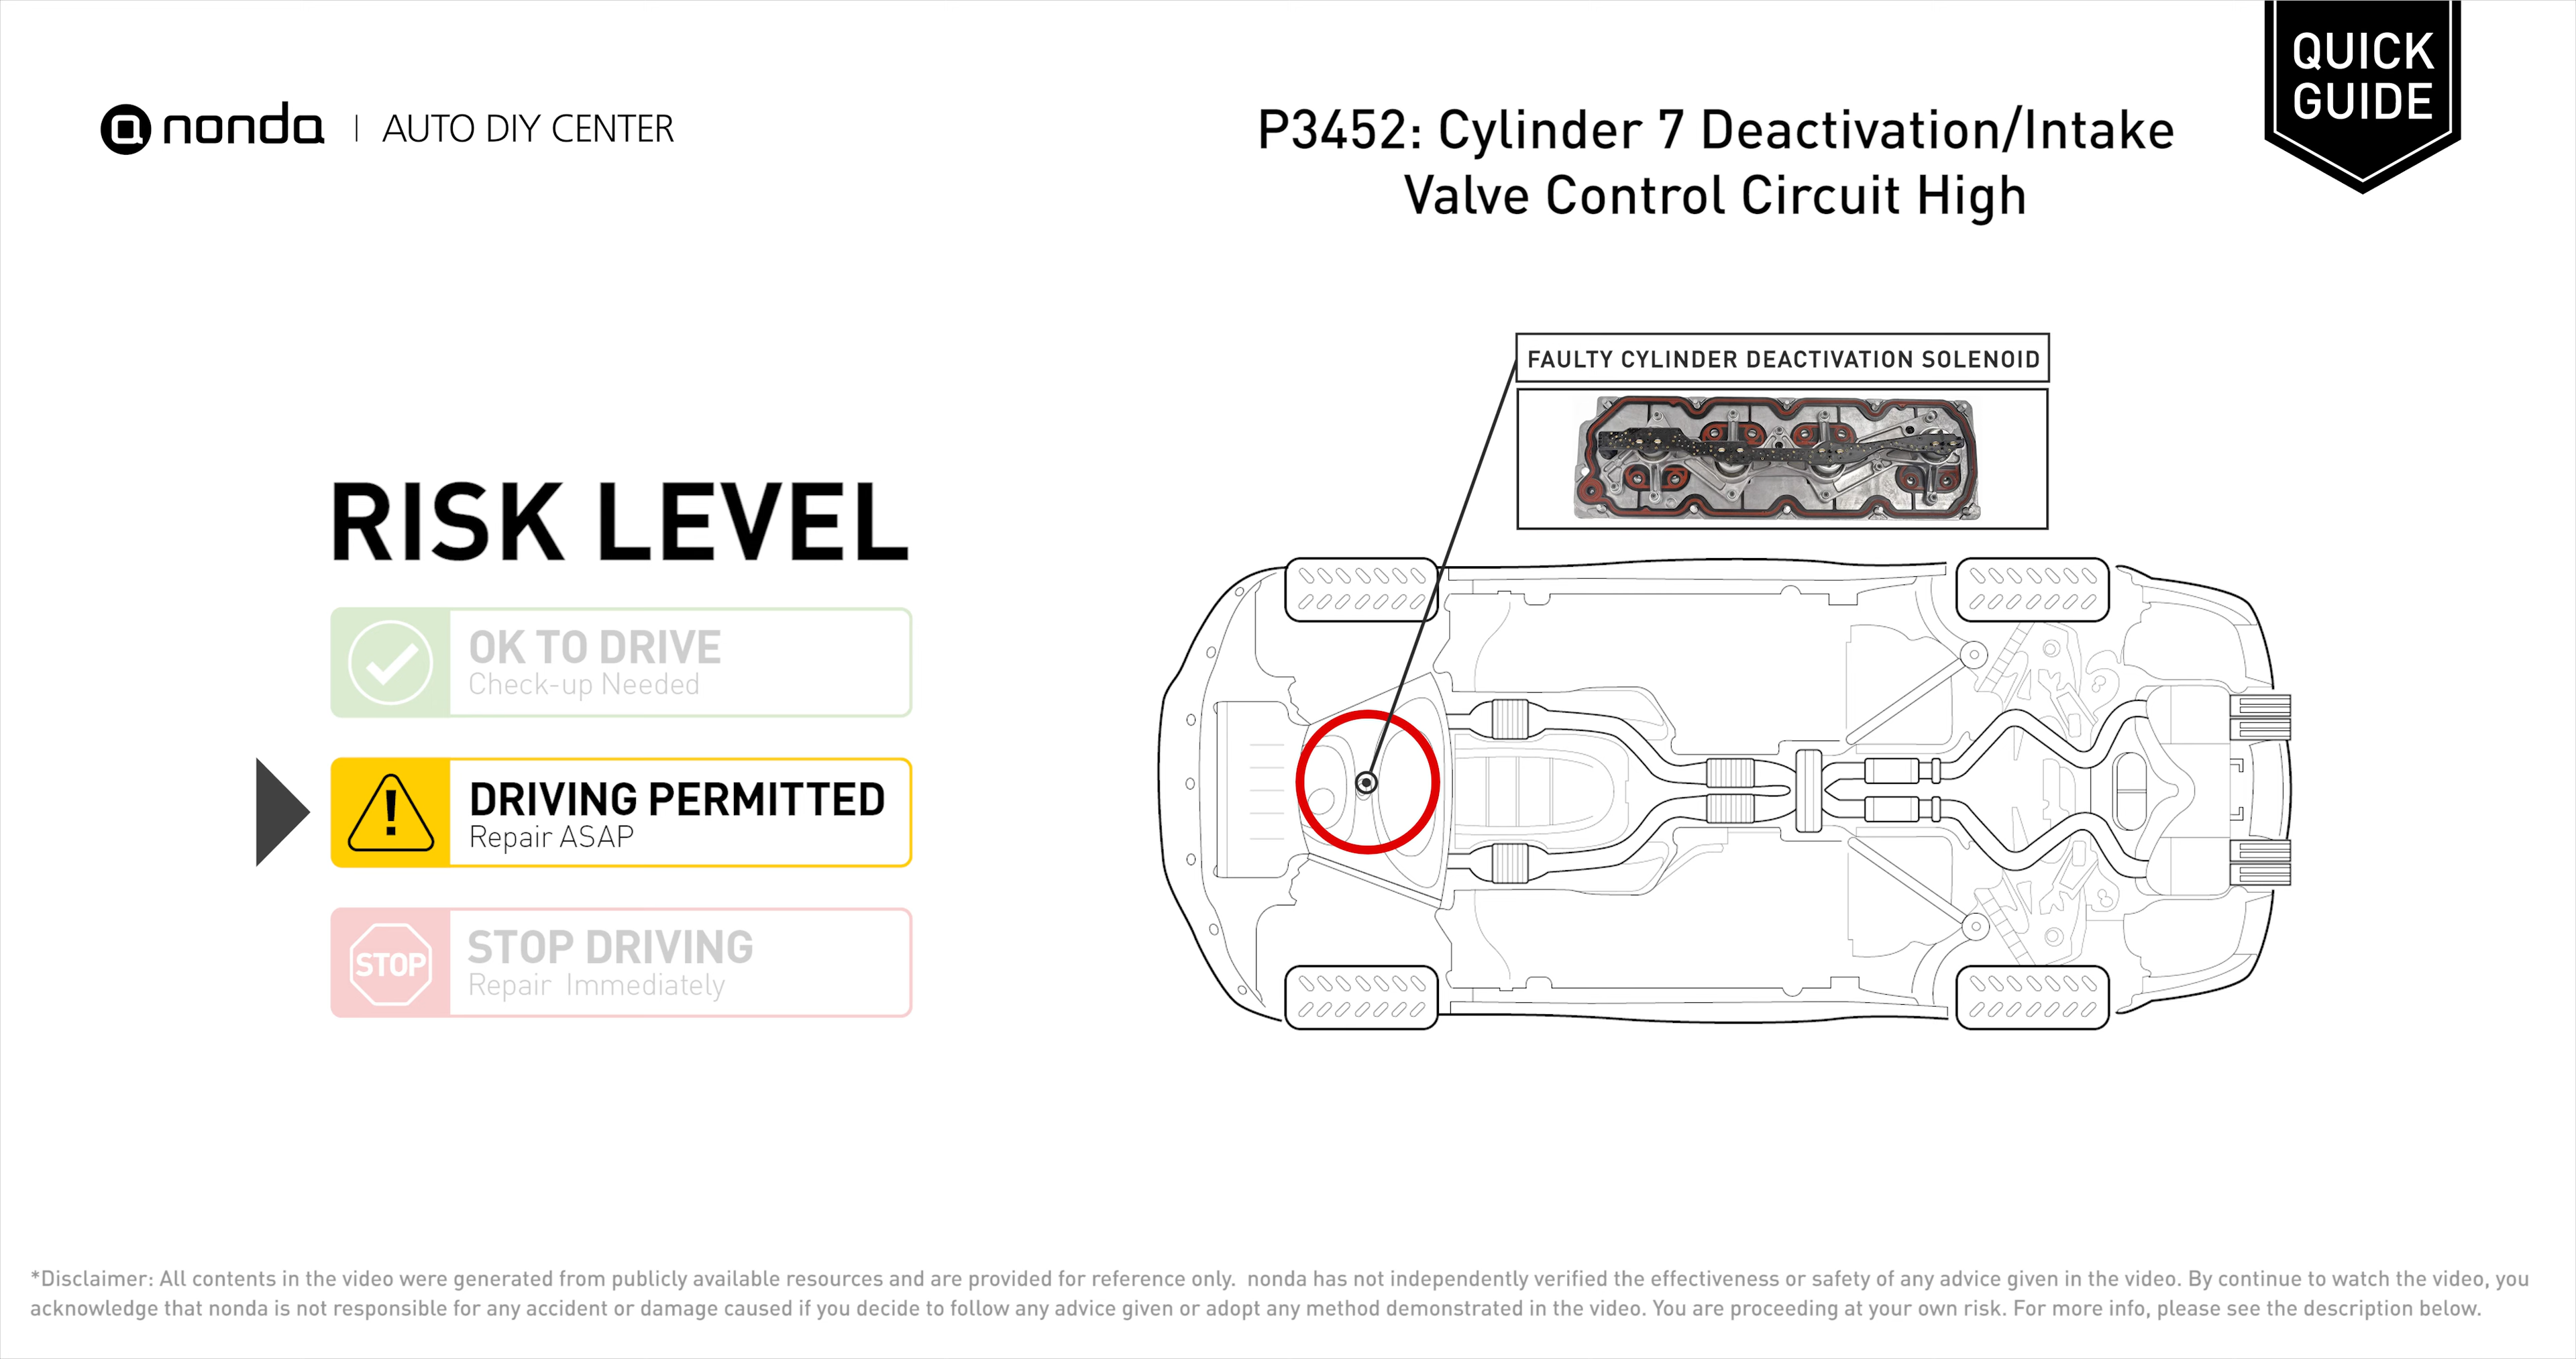 nonda | AUTO DIY CENTER
P3452: Cylinder 7 Deactivation/Intake
Valve Control Circuit High
QUICK
GUIDE
FAULTY CYLINDER DEACTIVATION SOLENOID
RISK LEVEL
OK TO DRIVE
Check-up Needed
DRIVING PERMITTED
Repair ASAP
STOP
STOP DRIVING
Repair Immediately
*Disclaimer: All contents in the video were generated from publicly available resources and are provided for reference only. nonda has not independently verified the effectiveness or safety of any advice given in the video. By continue to watch the video, you
acknowledge that nonda is not responsible for any accident or damage caused if you decide to follow any advice given or adopt any method demonstrated in the video. You are proceeding at your own risk. For more info, please see the description below.